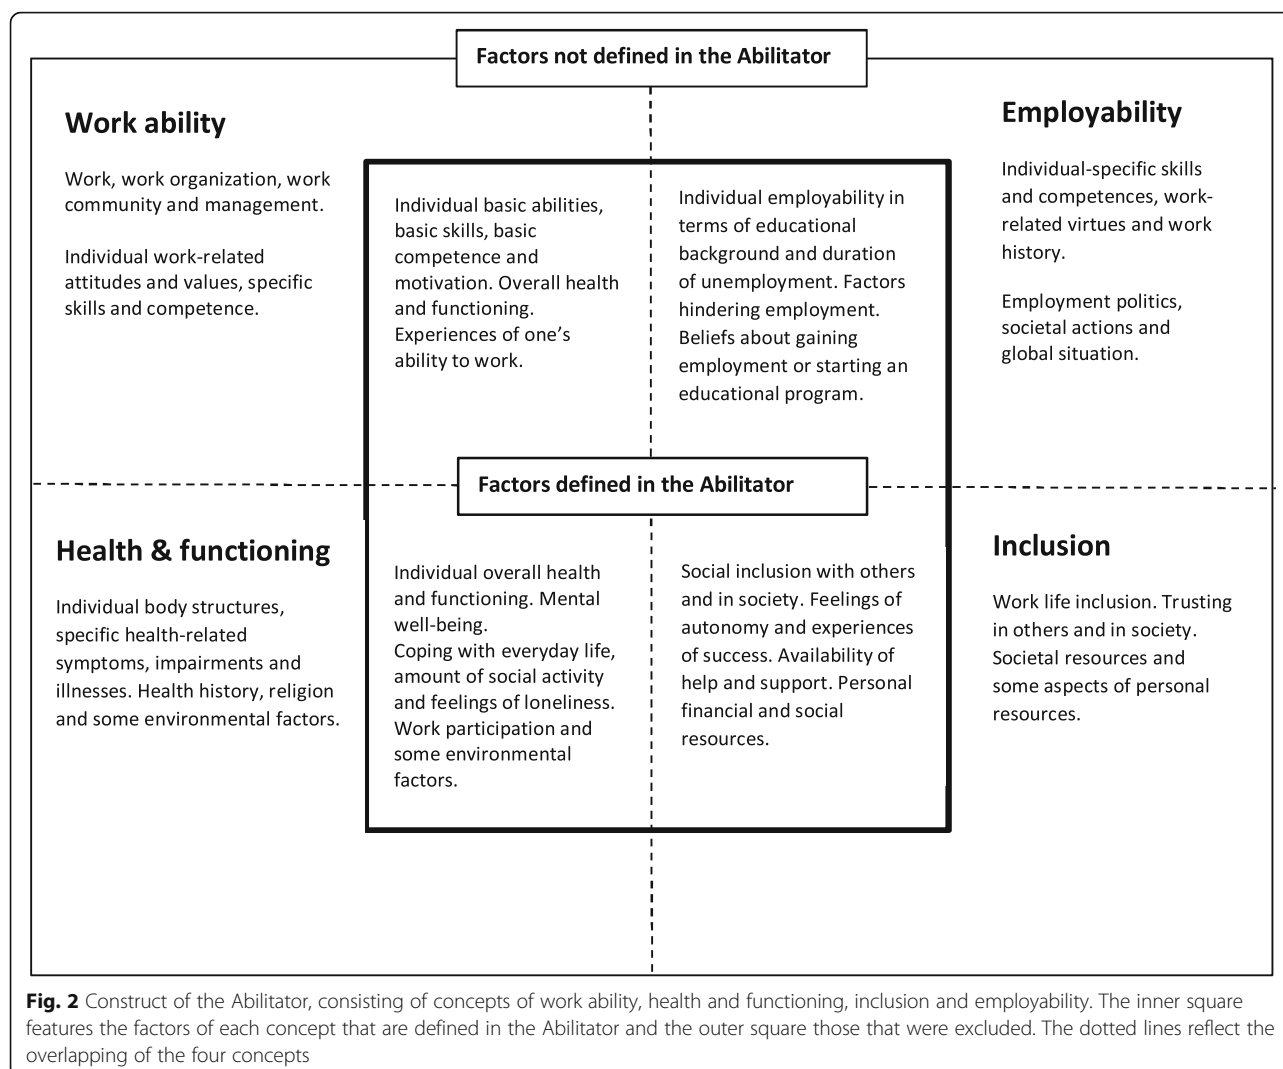 Factors not defined in the Abilitator
Work ability
Work, work organization, work
community and management.
Individual work-related
attitudes and values, specific
skills and competence.
Individual basic abilities,
basic skills, basic
competence and
motivation. Overall health
and functioning.
Experiences of one’s
ability to work.
Individual employability in
terms of educational
background and duration
of unemployment. Factors
hindering employment.
Beliefs about gaining
employment or starting an
educational program.
Employability
Individual-specific skills
and competences, work-
related virtues and work
history.
Employment politics,
societal actions and
global situation.
Factors defined in the Abilitator
Health & functioning
Individual body structures,
specific health-related
symptoms, impairments and
illnesses. Health history, religion
and some environmental factors.
Individual overall health
and functioning. Mental
well-being.
Coping with everyday life,
amount of social activity
and feelings of loneliness.
Work participation and
some environmental
factors.
Social inclusion with others
and in society. Feelings of
autonomy and experiences
of success. Availability of
help and support. Personal
financial and social
resources.
Inclusion
Work life inclusion. Trusting
in others and in society.
Societal resources and
some aspects of personal
resources.
Fig. 2 Construct of the Abilitator, consisting of concepts of work ability, health and functioning, inclusion and employability. The inner square
features the factors of each concept that are defined in the Abilitator and the outer square those that were excluded. The dotted lines reflect the
overlapping of the four concepts